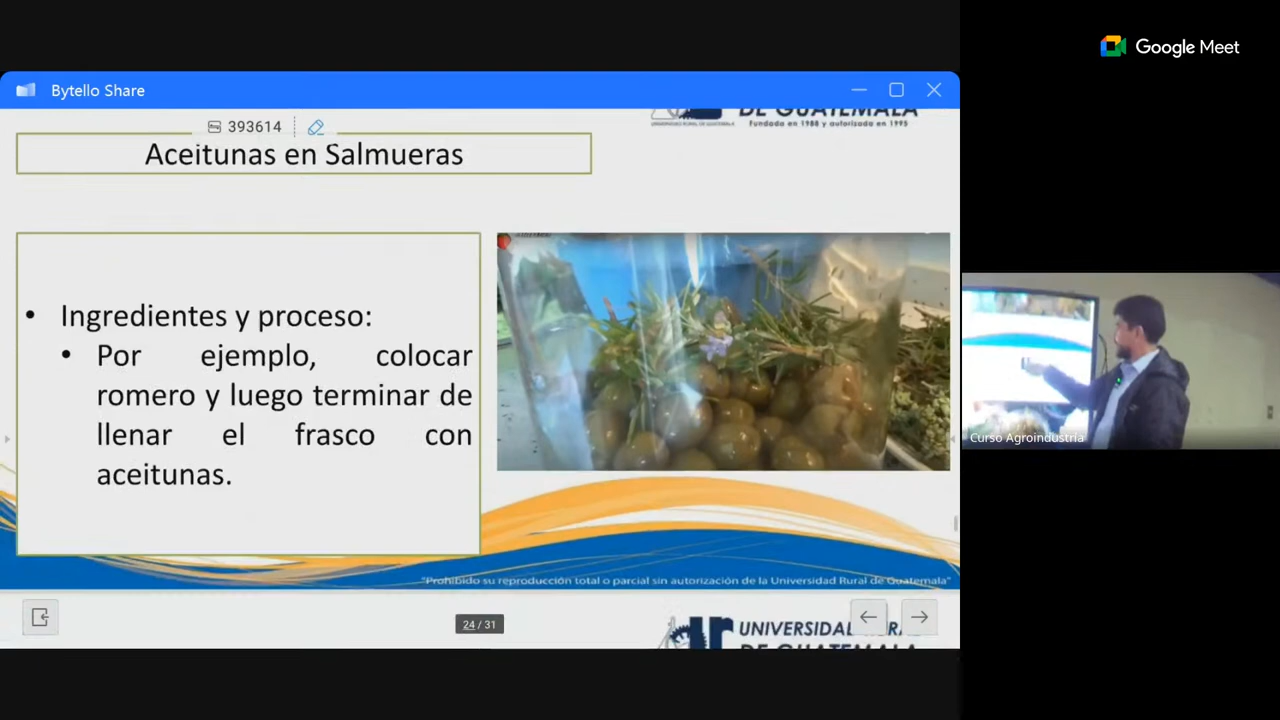 Google Meet
Bytello Share
DE GUATEMALA
Fundada en 1988 y autorizada en 1995
393614
Aceitunas en Salmueras
Ingredientes y proceso:
Por ejemplo, colocar
romero y luego terminar de
llenar el frasco con
aceitunas.
Curso Agroindustria
"Prohibido su reproducción total o parcial sin autorización de la Universidad Rural de Guatemala"
24 / 31
UNIVERSIDAD RURAL
DE GUATEMALA